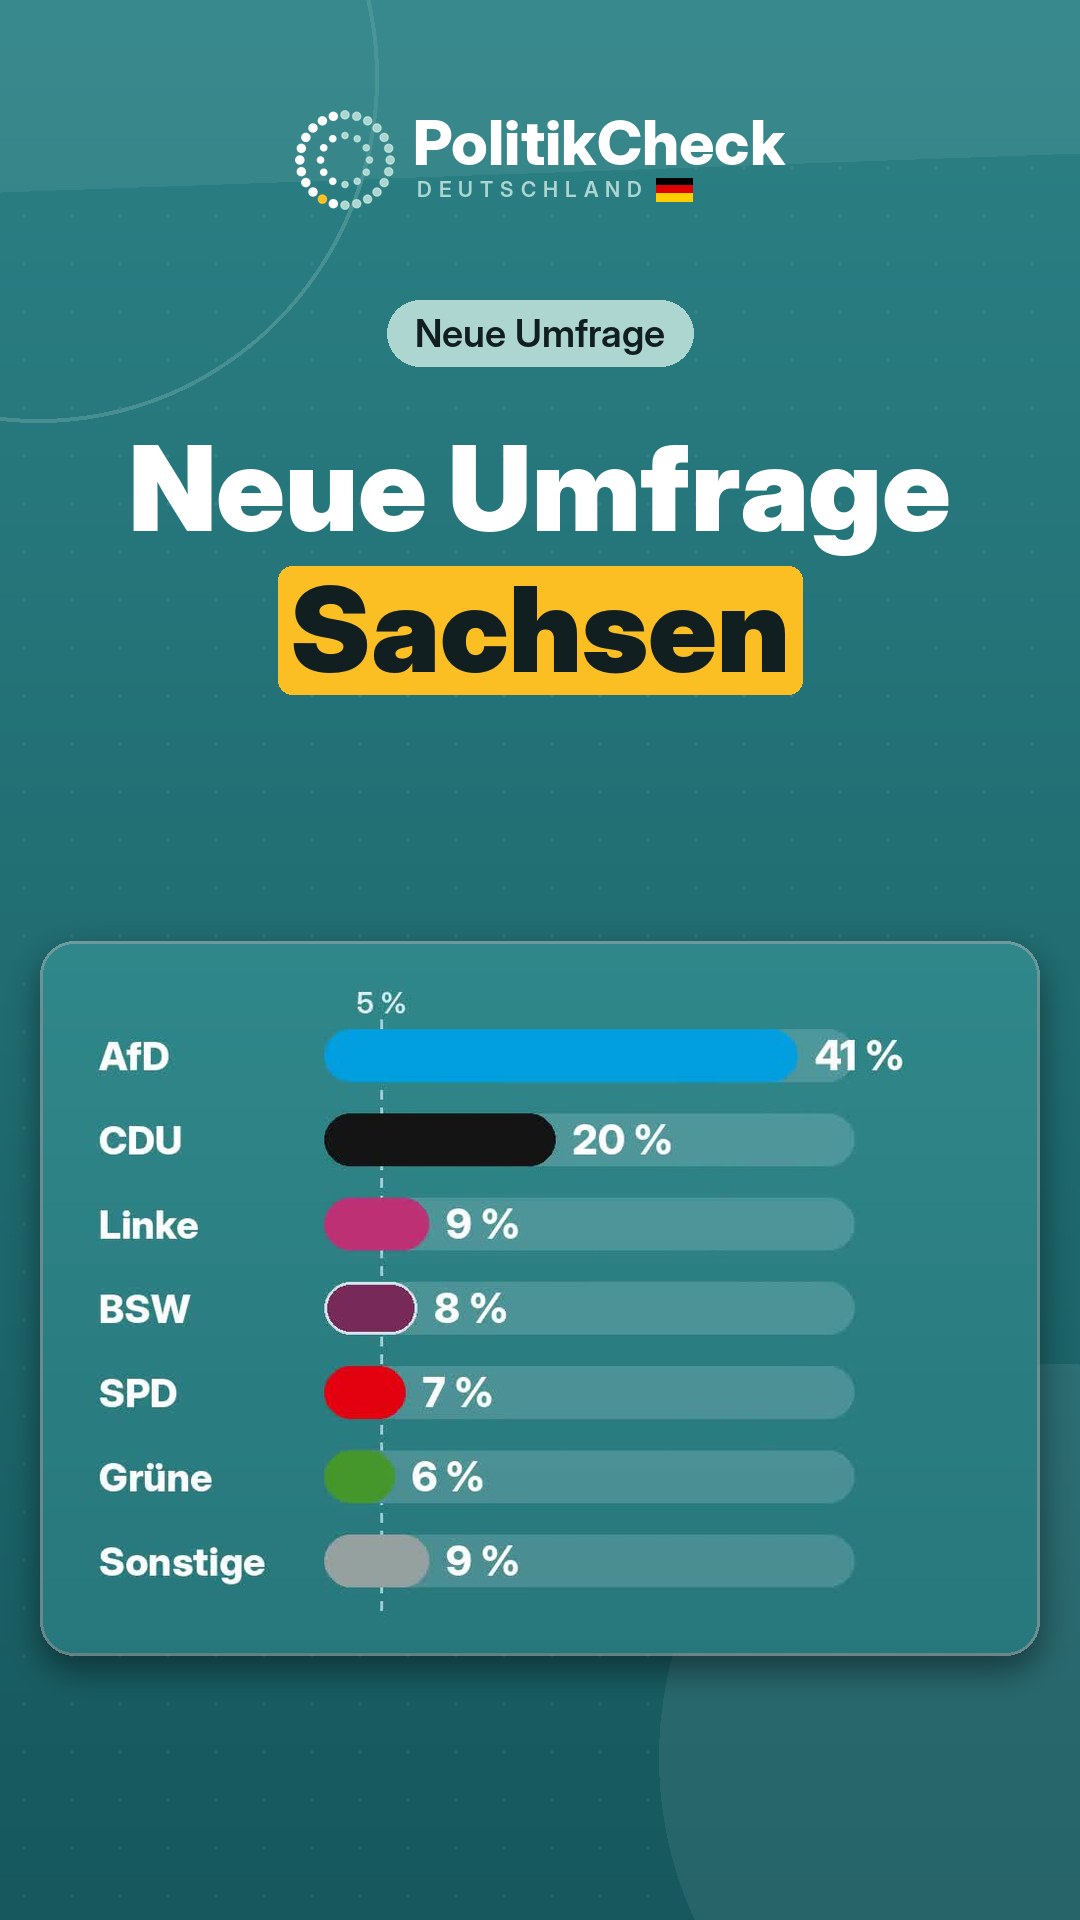 PolitikCheck
DEUTSCHLAND
Neue Umfrage
Neue Umfrage
Sachsen
5 %
AfD 41 %
CDU 20 %
Linke 9 %
BSW 8 %
SPD 7 %
Grüne 6 %
Sonstige 9 %